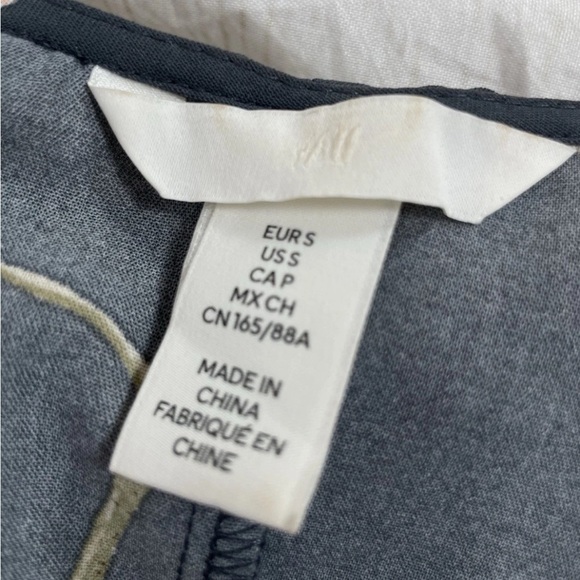 H&M
EUR S
US S
CA P
MX CH
CN 165/88A
MADE IN
CHINA
FABRIQUÉ EN
CHINE